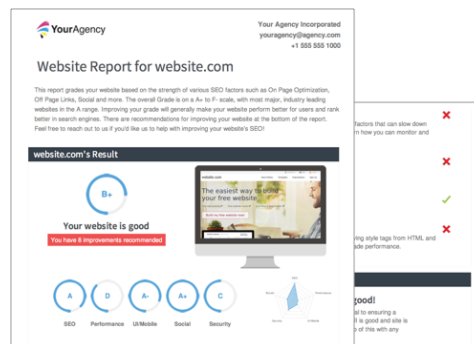 YourAgency
Your Agency Incorporated
youragency@agency.com
+1 555 555 1000
Website Report for website.com
This report grades your website based on the strength of various SEO factors such as On Page Optimization,
Off Page Links, Social and more. The overall Grade is on a A+ to F- scale, with most major, industry leading
websites in the A range. Improving your grade will generally make your website perform better for users and rank
better in search engines. There are recommendations for improving your website at the bottom of the report.
Feel free to reach out to us if you'd like us to help with improving your website's SEO!
website.com's Result
B+
Your website is good
You have 8 improvements recommended
The easiest way to build
your free website
A
D
A-
A+
C
SEO
Performance
UI/Mobile
Social
Security
SEO
factors that can slow down
how you can monitor and
ving style tags from HTML and
ade performance.
good!
al to ensuring a
is good and site is
of this with any